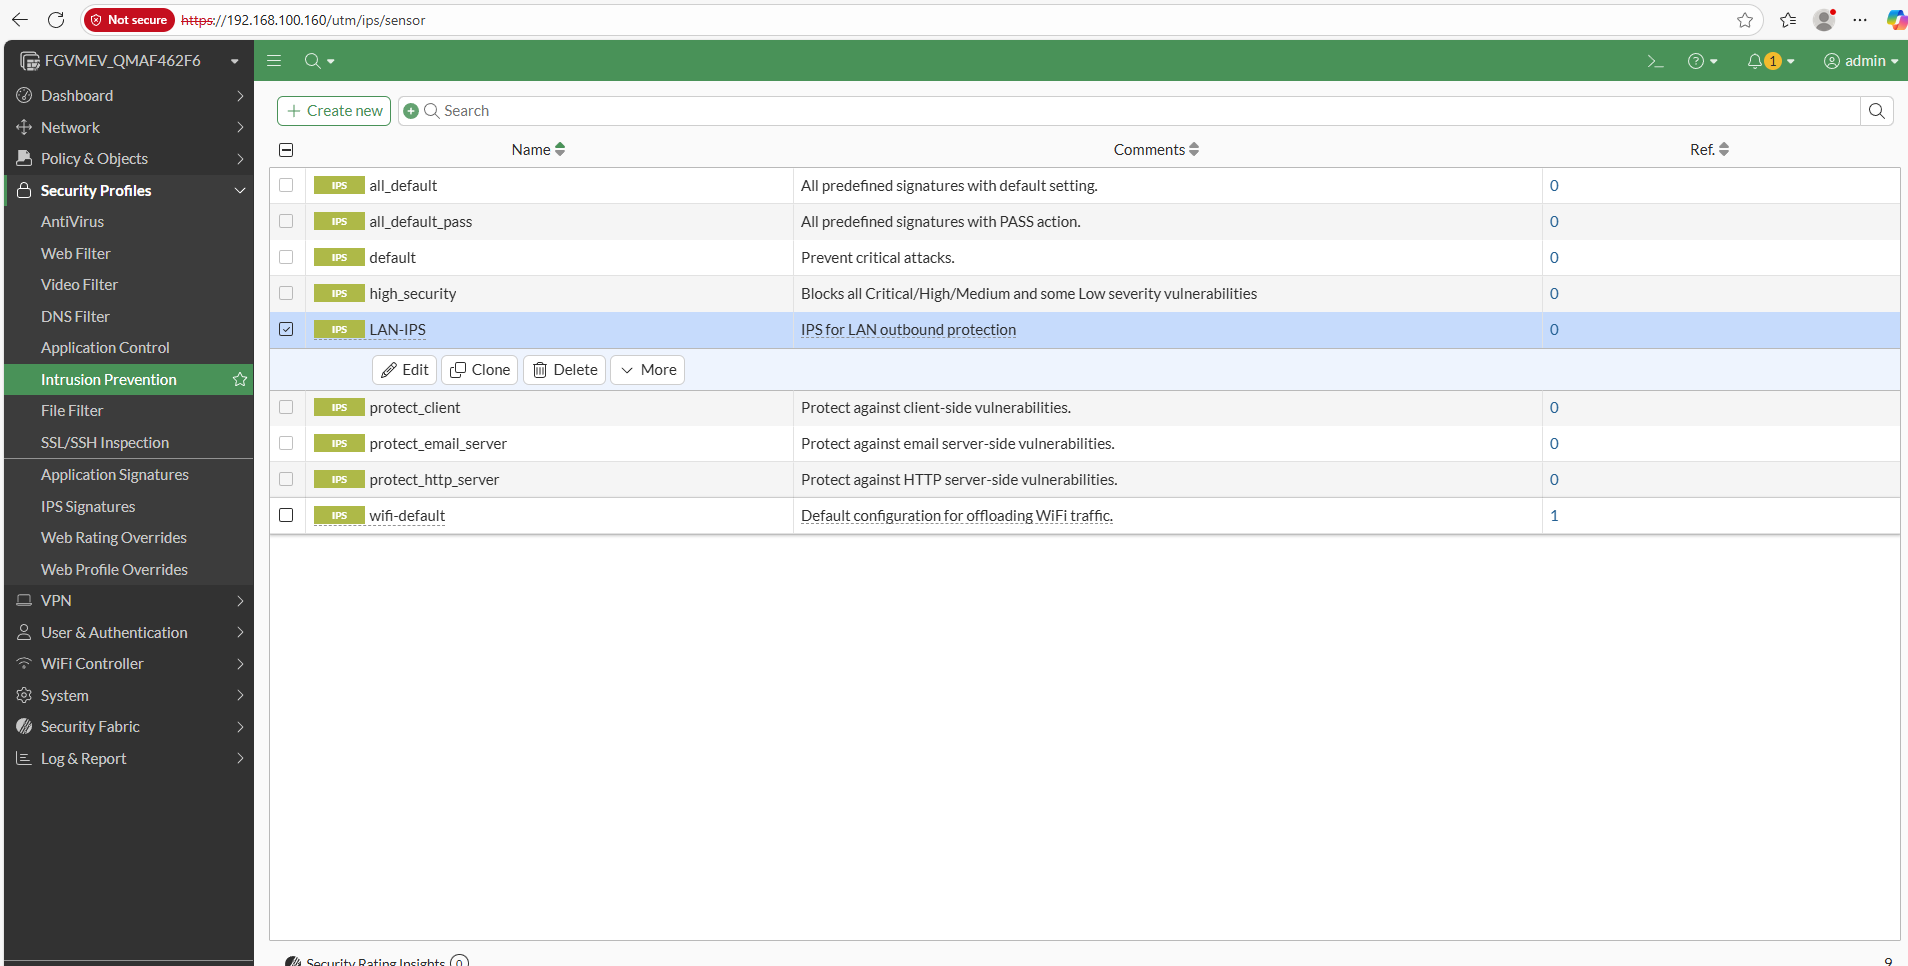 Not secure https://192.168.100.160/utm/ips/sensor
FGVMEV_QMAF462F6
1 admin
Dashboard
Network
Policy & Objects
Security Profiles
AntiVirus
Web Filter
Video Filter
DNS Filter
Application Control
Intrusion Prevention
File Filter
SSL/SSH Inspection
Application Signatures
IPS Signatures
Web Rating Overrides
Web Profile Overrides
VPN
User & Authentication
WiFi Controller
System
Security Fabric
Log & Report
Create new Search
Name Comments Ref.
IPS all_default All predefined signatures with default setting. 0
IPS all_default_pass All predefined signatures with PASS action. 0
IPS default Prevent critical attacks. 0
IPS high_security Blocks all Critical/High/Medium and some Low severity vulnerabilities 0
IPS LAN-IPS IPS for LAN outbound protection 0
Edit Clone Delete More
IPS protect_client Protect against client-side vulnerabilities. 0
IPS protect_email_server Protect against email server-side vulnerabilities. 0
IPS protect_http_server Protect against HTTP server-side vulnerabilities. 0
IPS wifi-default Default configuration for offloading WiFi traffic. 1
Security Rating Insights 0 9